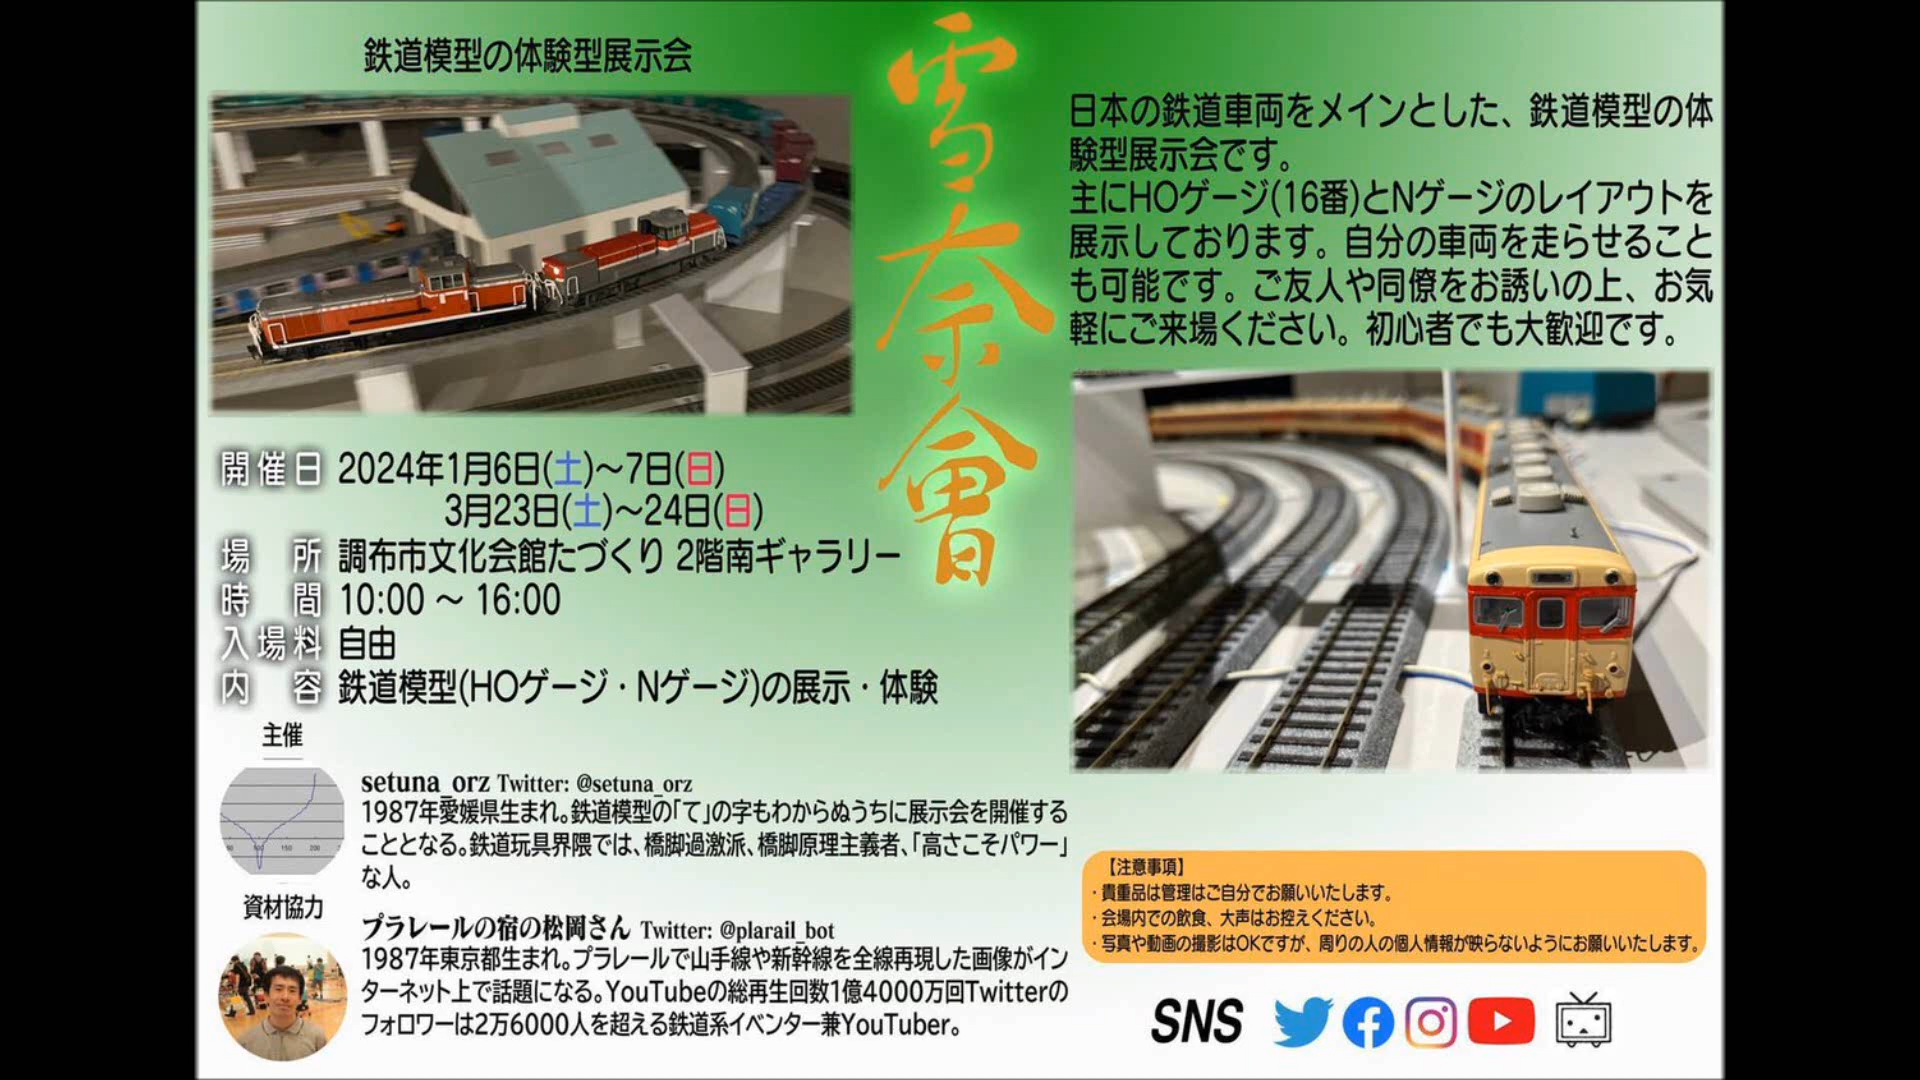 鉄道模型の体験型展示会
雪奈會
日本の鉄道車両をメインとした、鉄道模型の体
験型展示会です。
主にHOゲージ(16番)とNゲージのレイアウトを
展示しております。自分の車両を走らせること
も可能です。ご友人や同僚をお誘いの上、お気
軽にご来場ください。初心者でも大歓迎です。
開催日 2024年1月6日(土)～7日(日)
3月23日(土)～24日(日)
場所 調布市文化会館たづくり 2階南ギャラリー
時間 10:00 ～ 16:00
入場料 自由
内容 鉄道模型(HOゲージ・Nゲージ)の展示・体験
主催
setuna_orz Twitter: @setuna_orz
1987年愛媛県生まれ。鉄道模型の「て」の字もわからぬうちに展示会を開催する
こととなる。鉄道玩具界隈では、橋脚過激派、橋脚原理主義者、「高さこそパワー」
な人。
資材協力
プラレールの宿の松岡さん Twitter: @plarail_bot
1987年東京都生まれ。プラレールで山手線や新幹線を全線再現した画像がイン
ターネット上で話題になる。YouTubeの総再生回数1億4000万回Twitterの
フォロワーは2万6000人を超える鉄道系イベンター兼YouTuber。
【注意事項】
・貴重品は管理はご自分でお願いいたします。
・会場内での飲食、大声はお控えください。
・写真や動画の撮影はOKですが、周りの人の個人情報が映らないようにお願いいたします。
SNS